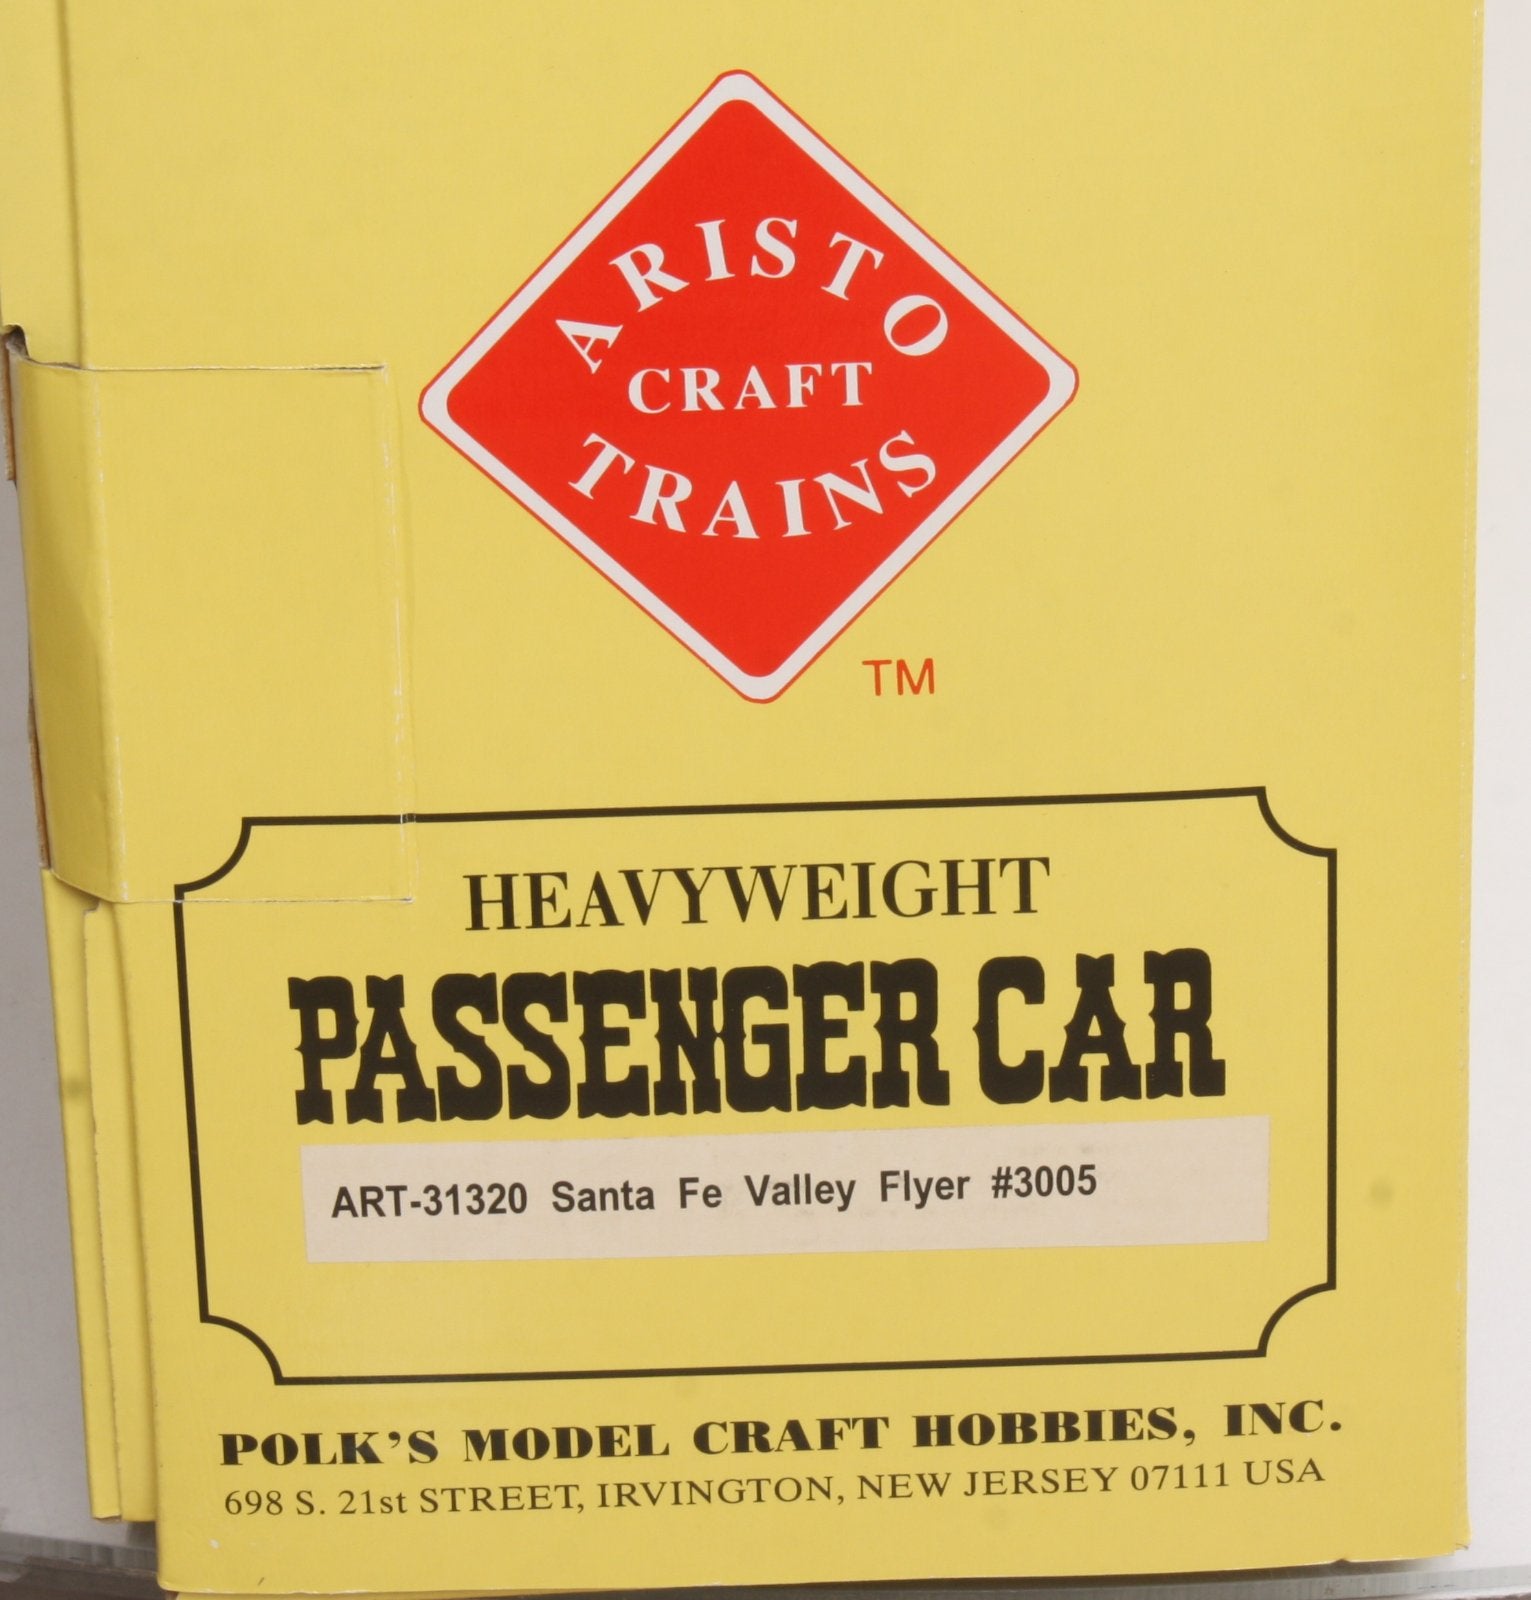 ARISTO
CRAFT
TRAINS
TM
HEAVYWEIGHT
PASSENGER CAR
ART-31320 Santa Fe Valley Flyer #3005
POLK'S MODEL CRAFT HOBBIES, INC.
698 S. 21st STREET, IRVINGTON, NEW JERSEY 07111 USA